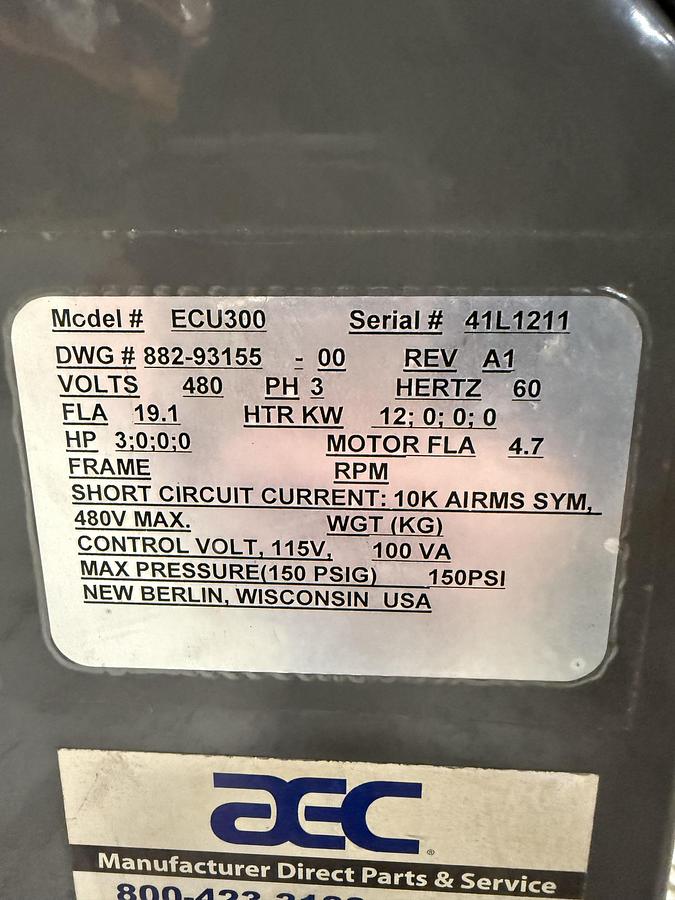 Model # ECU300 Serial # 41L1211
DWG # 882-93155 - 00 REV A1
VOLTS 480 PH 3 HERTZ 60
FLA 19.1 HTR KW 12; 0; 0; 0
HP 3;0;0;0 MOTOR FLA 4.7
FRAME RPM
SHORT CIRCUIT CURRENT: 10K AIRMS SYM,
480V MAX. WGT (KG)
CONTROL VOLT, 115V, 100 VA
MAX PRESSURE(150 PSIG) 150PSI
NEW BERLIN, WISCONSIN USA
AEC®
Manufacturer Direct Parts & Service